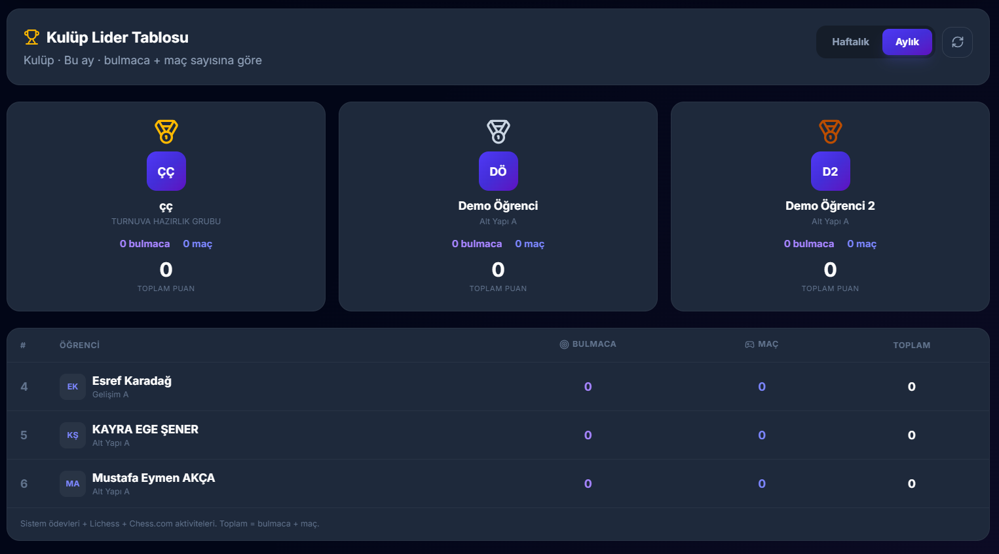 Kulüp Lider Tablosu
Kulüp · Bu ay · bulmaca + maç sayısına göre
Haftalık
Aylık
ÇÇ
çç
TURNUVA HAZIRLIK GRUBU
0 bulmaca 0 maç
0
TOPLAM PUAN
DÖ
Demo Öğrenci
Alt Yapı A
0 bulmaca 0 maç
0
TOPLAM PUAN
D2
Demo Öğrenci 2
Alt Yapı A
0 bulmaca 0 maç
0
TOPLAM PUAN
# ÖĞRENCİ BULMACA MAÇ TOPLAM
4 EK Esref Karadağ 0 0 0
Gelişim A
5 KŞ KAYRA EGE ŞENER 0 0 0
Alt Yapı A
6 MA Mustafa Eymen AKÇA 0 0 0
Alt Yapı A
Sistem ödevleri + Lichess + Chess.com aktiviteleri. Toplam = bulmaca + maç.